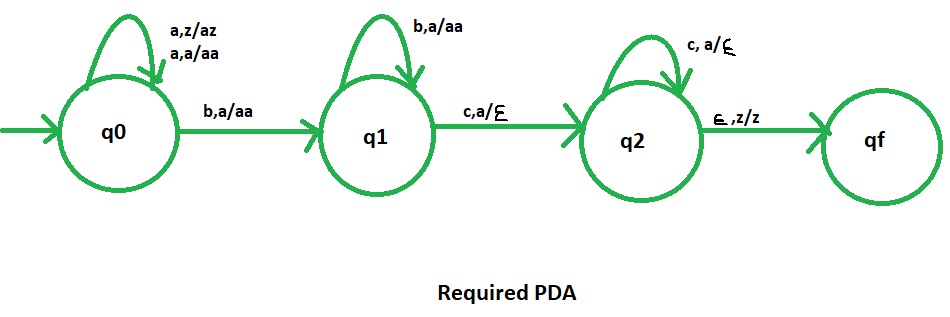 a,z/az
a,a/aa
b,a/aa
c, a/ε
q0
b,a/aa
q1
c,a/ε
q2
ε,z/z
qf
Required PDA